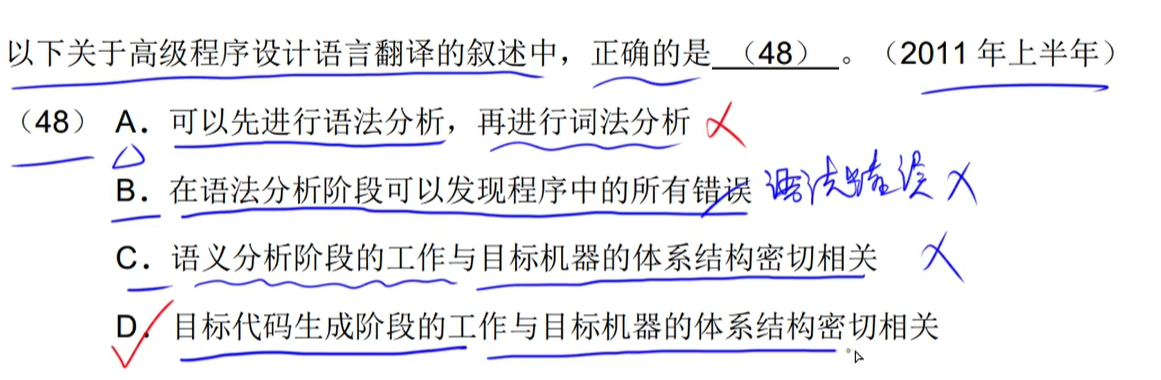 以下关于高级程序设计语言翻译的叙述中，正确的是 （48） 。（2011 年上半年）
（48） A．可以先进行语法分析，再进行词法分析
B．在语法分析阶段可以发现程序中的所有错误 语法错误
C．语义分析阶段的工作与目标机器的体系结构密切相关
D．目标代码生成阶段的工作与目标机器的体系结构密切相关